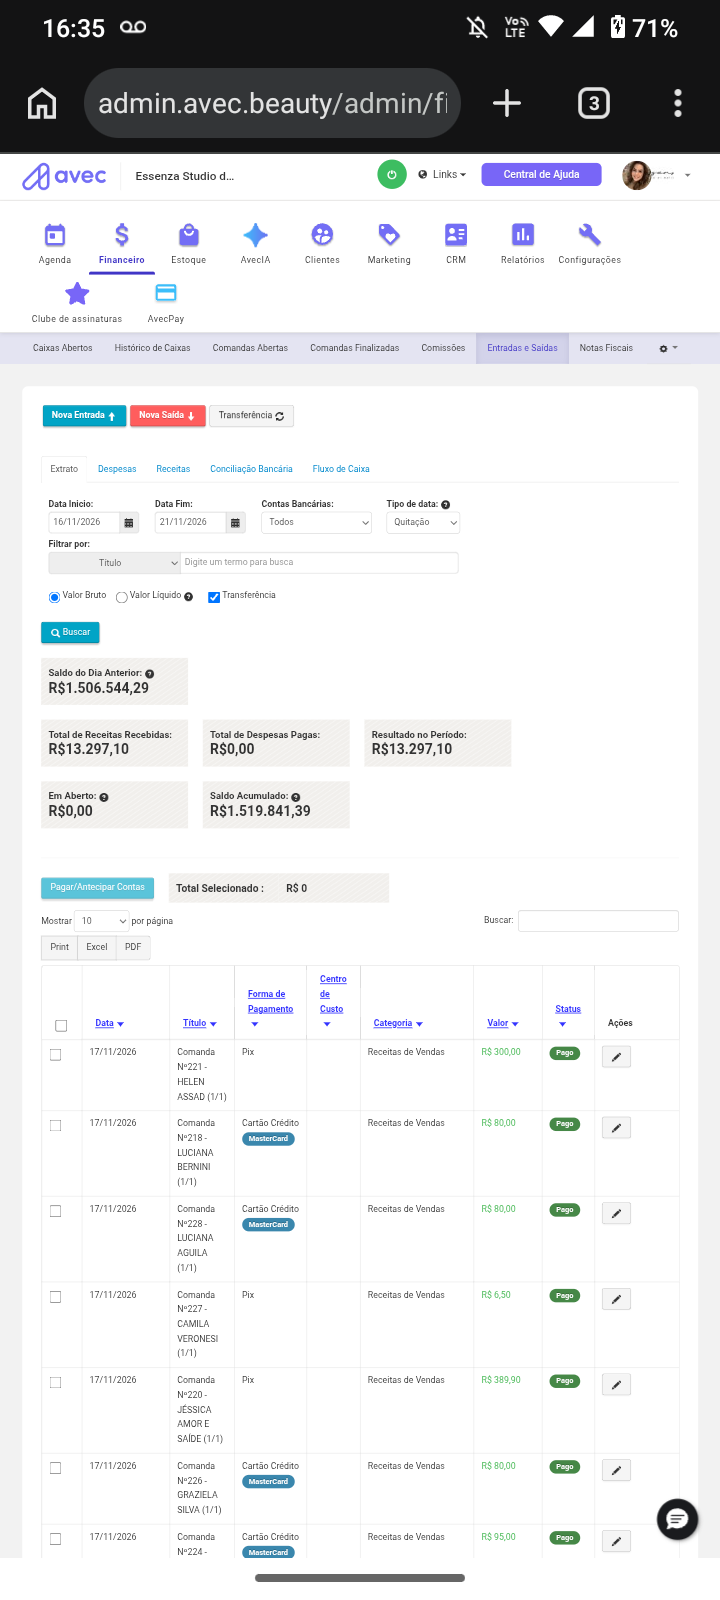 16:35
Vo) LTE
71%
admin.avec.beauty/admin/fi
3
avec
Essenza Studio d...
Links
Central de Ajuda
Agenda
Financeiro
Estoque
AvecIA
Clientes
Marketing
CRM
Relatórios
Configurações
Clube de assinaturas
AvecPay
Caixas Abertos
Histórico de Caixas
Comandas Abertas
Comandas Finalizadas
Comissões
Entradas e Saídas
Notas Fiscais
Nova Entrada
Nova Saída
Transferência
Extrato
Despesas
Receitas
Conciliação Bancária
Fluxo de Caixa
Data Inicio:
Data Fim:
Contas Bancárias:
Tipo de data:
16/11/2026
21/11/2026
Todos
Quitação
Filtrar por:
Título
Digite um termo para busca
Valor Bruto
Valor Líquido
Transferência
Buscar
Saldo do Dia Anterior:
R$1.506.544,29
Total de Receitas Recebidas:
R$13.297,10
Total de Despesas Pagas:
R$0,00
Resultado no Período:
R$13.297,10
Em Aberto:
R$0,00
Saldo Acumulado:
R$1.519.841,39
Pagar/Antecipar Contas
Total Selecionado :
R$ 0
Mostrar 10 por página
Buscar:
Print
Excel
PDF
Data
Título
Forma de
Pagamento
Centro
de
Custo
Categoria
Valor
Status
Ações
17/11/2026
Comanda
Nº221 -
HELEN
ASSAD (1/1)
Pix
Receitas de Vendas
R$ 300,00
Pago
17/11/2026
Comanda
Nº218 -
LUCIANA
BERNINI
(1/1)
Cartão Crédito
MasterCard
Receitas de Vendas
R$ 80,00
Pago
17/11/2026
Comanda
Nº228 -
LUCIANA
AGUILA
(1/1)
Cartão Crédito
MasterCard
Receitas de Vendas
R$ 80,00
Pago
17/11/2026
Comanda
Nº227 -
CAMILA
VERONESI
(1/1)
Pix
Receitas de Vendas
R$ 6,50
Pago
17/11/2026
Comanda
Nº220 -
JÉSSICA
AMOR E
SAÍDE (1/1)
Pix
Receitas de Vendas
R$ 389,90
Pago
17/11/2026
Comanda
Nº226 -
GRAZIELA
SILVA (1/1)
Cartão Crédito
MasterCard
Receitas de Vendas
R$ 80,00
Pago
17/11/2026
Comanda
Nº224 -
Cartão Crédito
MasterCard
Receitas de Vendas
R$ 95,00
Pago